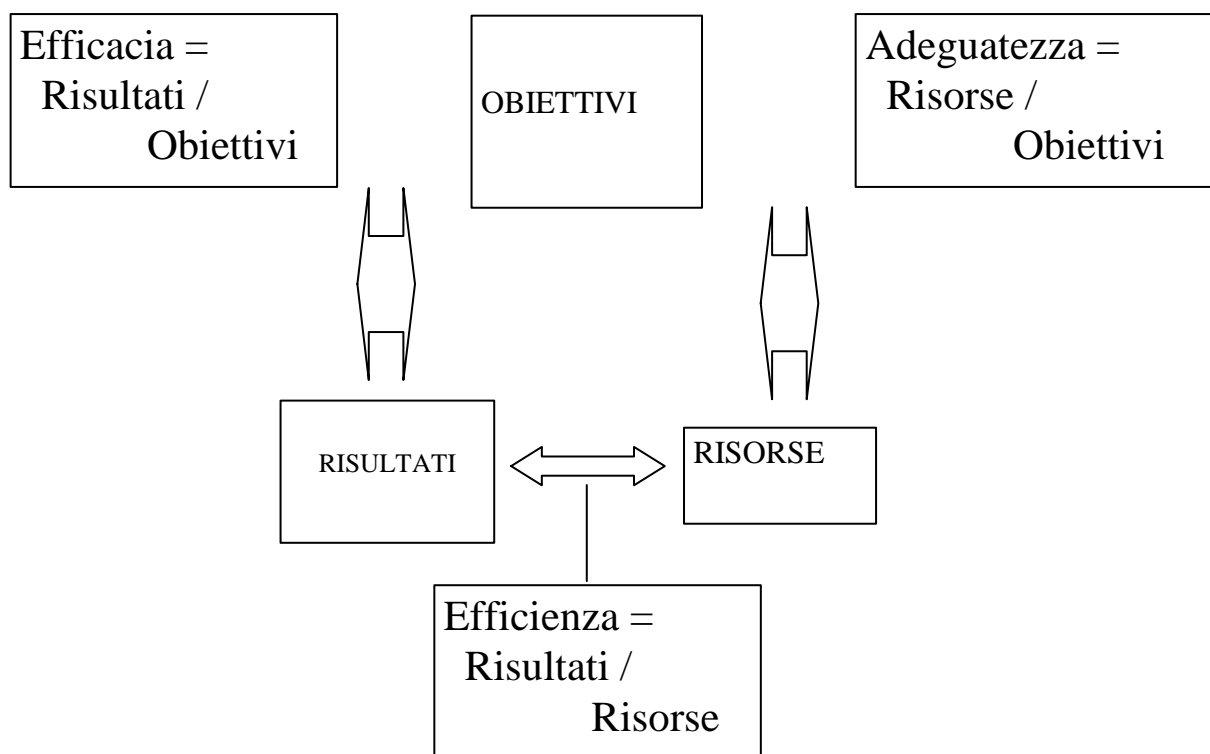 Efficacia =
Risultati /
Obiettivi
OBIETTIVI
Adeguatezza =
Risorse /
Obiettivi
RISULTATI
RISORSE
Efficienza =
Risultati /
Risorse